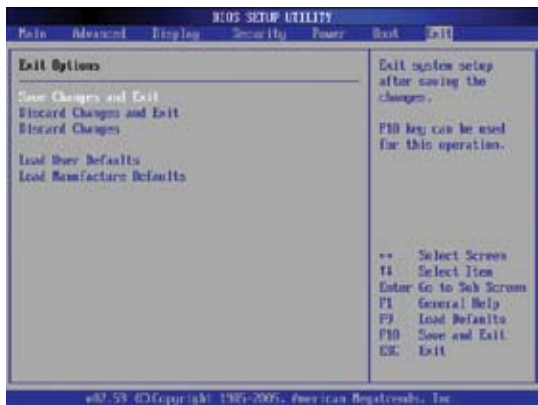 BIOS SETUP UTILITY
Main Advanced Display Security Power Boot Exit
Exit Options
Save Changes and Exit
Discard Changes and Exit
Discard Changes
Load User Defaults
Load Manufacture Defaults
Exit system setup
after saving the
changes.
F10 key can be used
for this operation.
↔ Select Screen
↑↓ Select Item
Enter Go to Sub Screen
F1 General Help
F9 Load Defaults
F10 Save and Exit
ESC Exit
v02.59 (C)Copyright 1985-2005, American Megatrends, Inc.